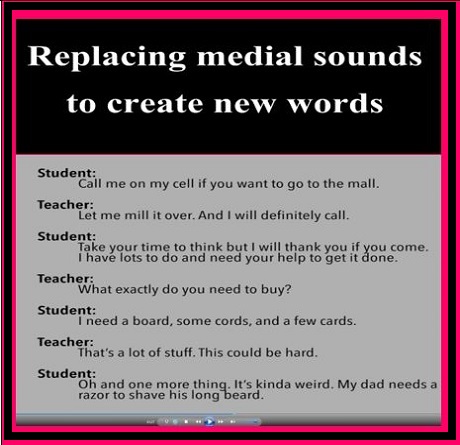 Replacing medial sounds
to create new words
Student:
Call me on my cell if you want to go to the mall.
Teacher:
Let me mill it over. And I will definitely call.
Student:
Take your time to think but I will thank you if you come.
I have lots to do and need your help to get it done.
Teacher:
What exactly do you need to buy?
Student:
I need a board, some cords, and a few cards.
Teacher:
That's a lot of stuff. This could be hard.
Student:
Oh and one more thing. It's kinda weird. My dad needs a
razor to shave his long beard.